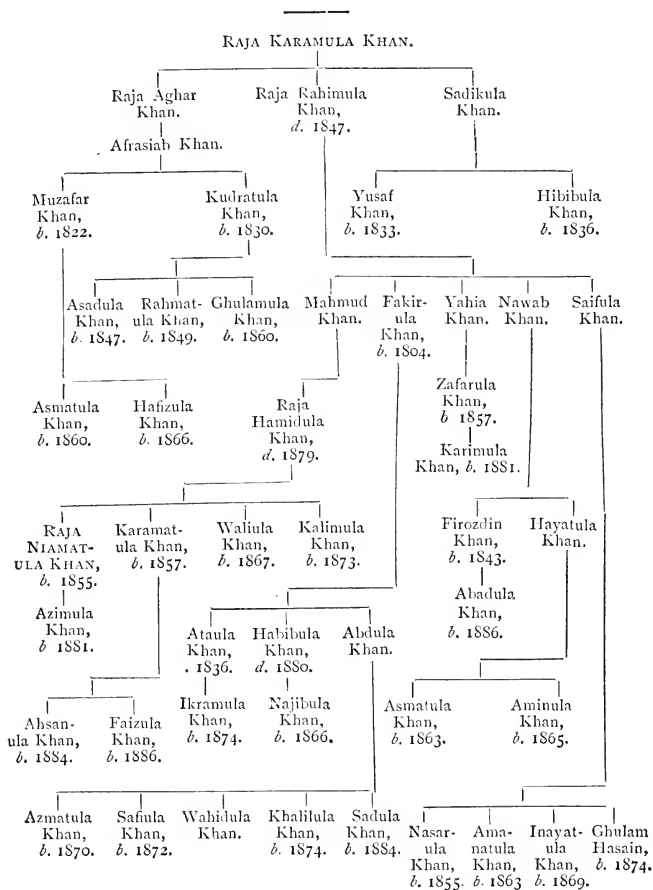 RAJA KARAMULA KHAN.
Raja Aghar Raja Rahimula Sadikula
Khan. Khan, Khan.
d. 1847.
Afrasiab Khan.
Muzafar Kudratula Yusaf Hibibula
Khan, Khan, Khan, Khan,
b. 1822. b. 1830. b. 1833. b. 1836.
Asadula Rahmat- Ghulamula Mahmud Fakir- Yahia Nawab Saifula
Khan, ula Khan, Khan, Khan. ula Khan. Khan. Khan.
b. 1847. b. 1849. b. 1860. Khan,
b. 1804.
Zafarula
Khan,
b 1857.
Asmatula Hafizula Raja
Khan, Khan, Hamidula
b. 1860. b. 1866. Khan,
d. 1879.
Karimula
Khan, b. 1881.
RAJA Karamat- Waliula Kalimula Firozdin Hayatula
NIAMAT- ula Khan, Khan, Khan, Khan, Khan.
ULA KHAN, b. 1857. b. 1867. b. 1873. b. 1843.
b. 1855.
Azimula Abadula
Khan, Khan,
b 1881. b. 1886.
Ataula Habibula Abdula
Khan, Khan, Khan.
. 1836. d. 1880.
Ahsan- Faizula Ikramula Najibula Asmatula Aminula
ula Khan, Khan, Khan, Khan, Khan, Khan,
b. 1884. b. 1886. b. 1874. b. 1866. b. 1863. b. 1865.
Azmatula Safiula Wahidula Khalilula Sadula Nasar- Ama- Inayat- Ghulam
Khan, Khan, Khan. Khan, Khan, ula natula ula Hasain,
b. 1870. b. 1872. b. 1874. b. 1884. Khan, Khan, Khan, b. 1874.
b. 1855. b. 1863 b. 1869.